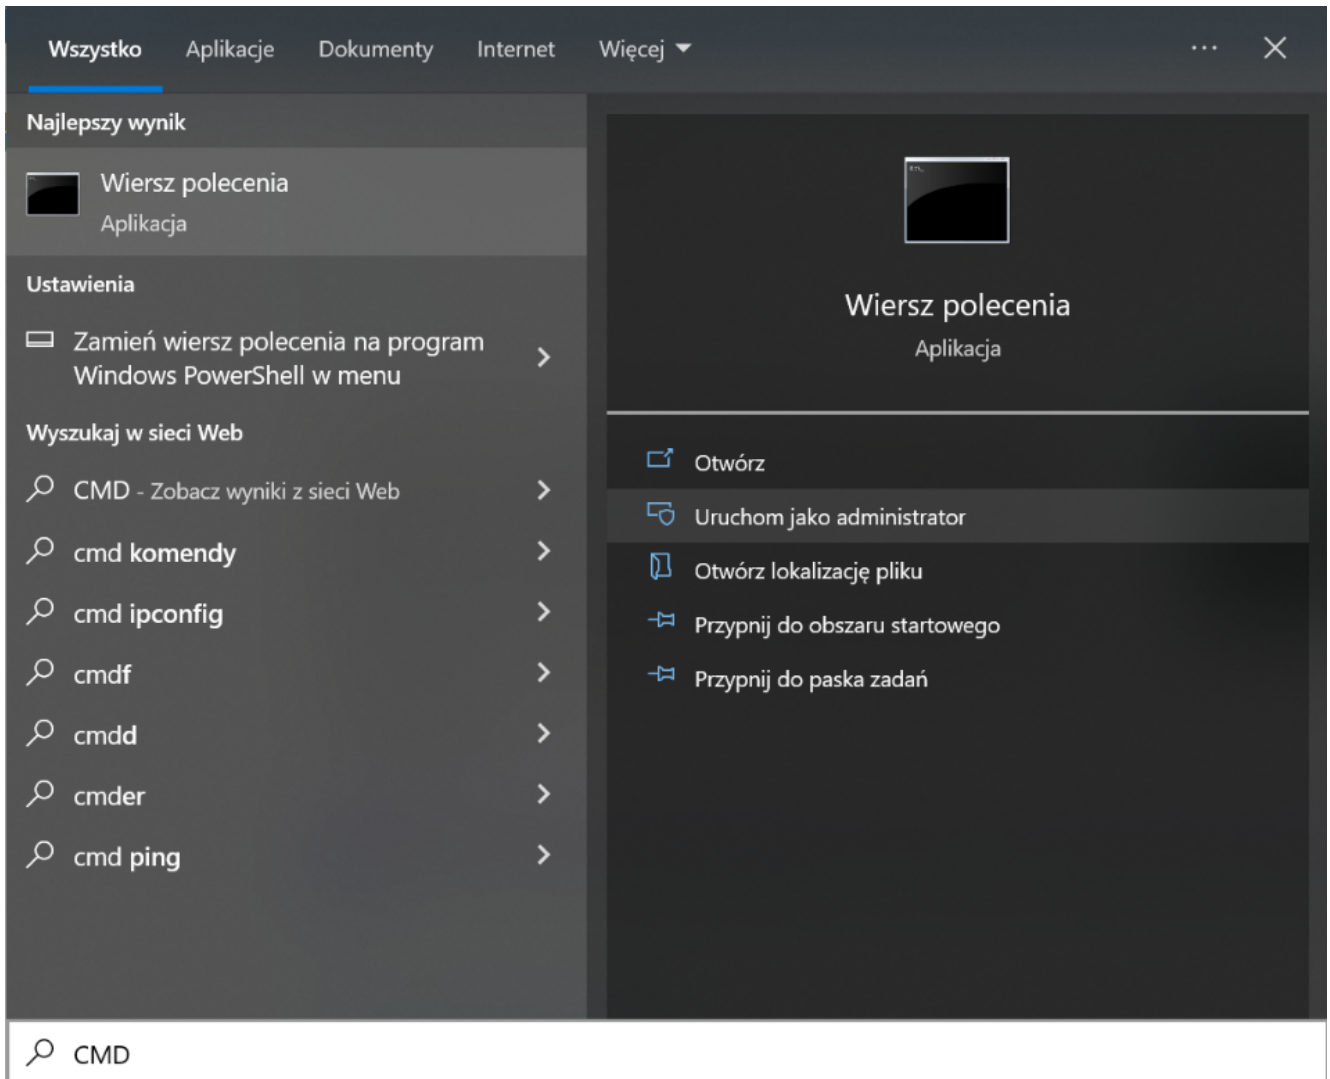 Wszystko Aplikacje Dokumenty Internet Więcej
Najlepszy wynik
Wiersz polecenia
Aplikacja
Ustawienia
Zamień wiersz polecenia na program
Windows PowerShell w menu
Wyszukaj w sieci Web
CMD - Zobacz wyniki z sieci Web
cmd komendy
cmd ipconfig
cmdf
cmdd
cmder
cmd ping
Wiersz polecenia
Aplikacja
Otwórz
Uruchom jako administrator
Otwórz lokalizację pliku
Przypnij do obszaru startowego
Przypnij do paska zadań
CMD